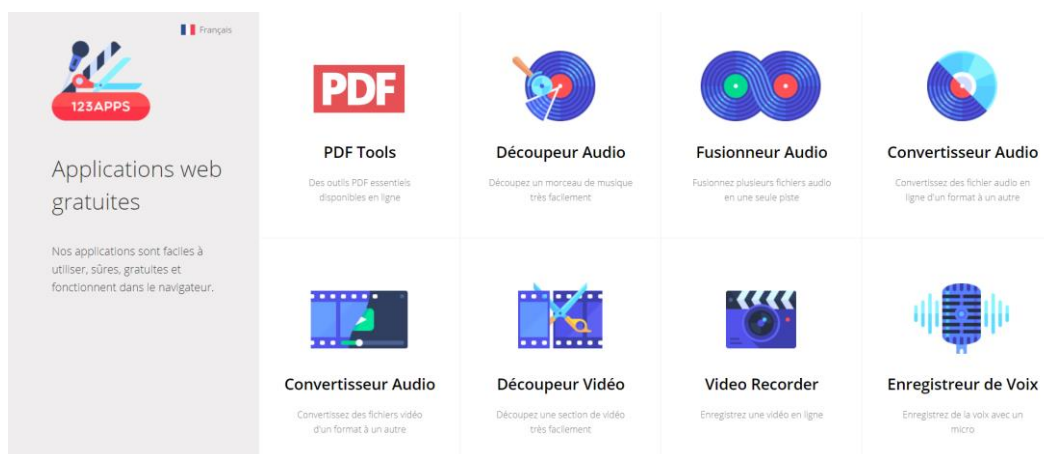 Français
123APPS
Applications web
gratuites
Nos applications sont faciles à
utiliser, sûres, gratuites et
fonctionnent dans le navigateur.
PDF
PDF Tools
Des outils PDF essentiels
disponibles en ligne
Découpeur Audio
Découpez un morceau de musique
très facilement
Fusionneur Audio
Fusionnez plusieurs fichiers audio
en une seule piste
Convertisseur Audio
Convertissez des fichier audio en
ligne d'un format à un autre
Convertisseur Audio
Convertissez des fichiers vidéo
d'un format à un autre
Découpeur Vidéo
Découpez une section de vidéo
très facilement
Video Recorder
Enregistrez une vidéo en ligne
Enregistreur de Voix
Enregistrez de la voix avec un
micro